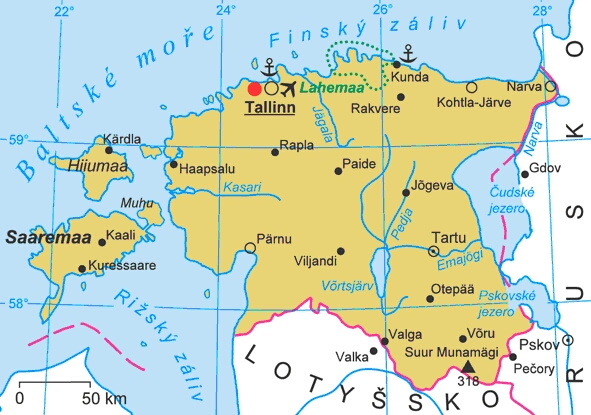 24°
26°
28°
Finský záliv
Baltské moře
Kunda
Lahemaa
Tallinn
Narva
Kohtla-Järve
Rakvere
Jägala
Narva
59°
Kärdla
Hiiumaa
Rapla
Paide
Haapsalu
Gdov
Kasari
Jõgeva
Čudské
jezero
Muhu
Pedja
Saaremaa
Kaali
Pärnu
Tartu
Viljandi
Emajõgi
Kuressaare
Võrtsjärv
Otepää
Pskovské
jezero
58°
Rižský záliv
Valga
Võru
Pskov
Valka
Suur Munamägi
Pečory
318
LOTYŠSKO
RUSKO
0
50 km